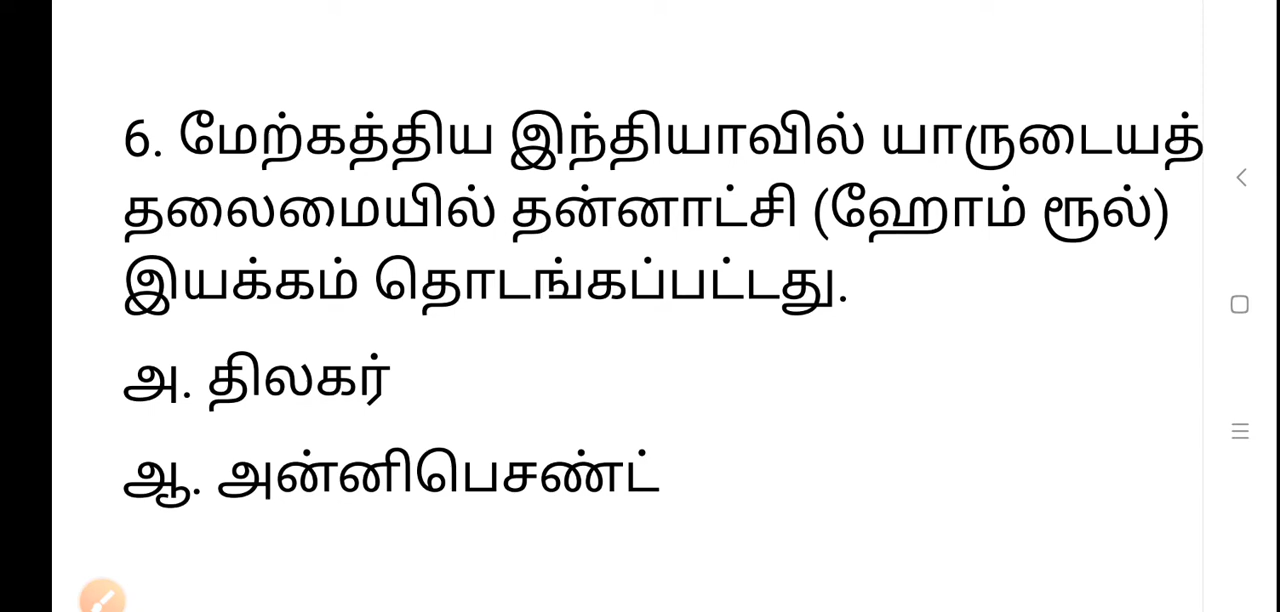 6. மேற்கத்திய இந்தியாவில் யாருடையத்
தலைமையில் தன்னாட்சி (ஹோம் ரூல்)
இயக்கம் தொடங்கப்பட்டது.
அ. திலகர்
ஆ. அன்னிபெசண்ட்